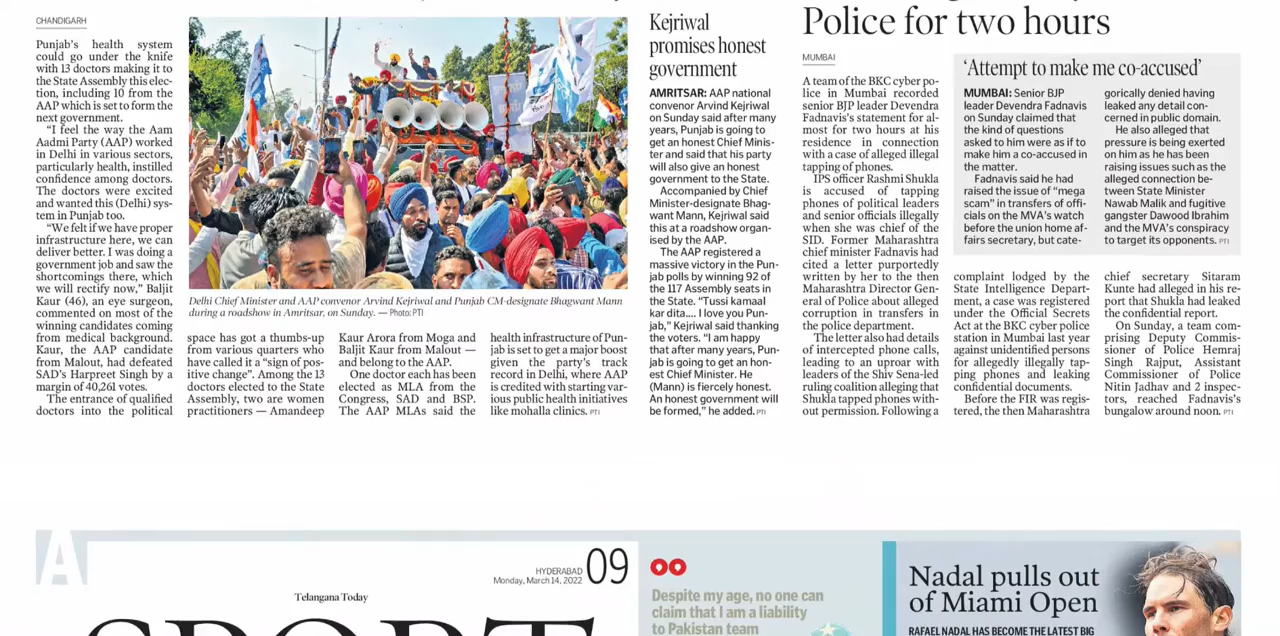 CHANDIGARH
Punjab's health system
could go under the knife
with 13 doctors making it to
the State Assembly this elec-
tion, including 10 from the
AAP which is set to form the
next government.
"I feel the way the Aam
Aadmi Party (AAP) worked
in Delhi in various sectors,
particularly health, instilled
confidence among doctors.
The doctors were excited
and wanted this (Delhi) sys-
tem in Punjab too.
"We felt if we have proper
infrastructure here, we can
deliver better. I was doing a
government job and saw the
shortcomings there, which
we will rectify now," Baljit
Kaur (46), an eye surgeon,
commented on most of the
winning candidates coming
from medical background.
Kaur, the AAP candidate
from Malout, had defeated
SAD's Harpreet Singh by a
margin of 40,261 votes.
The entrance of qualified
doctors into the political
Delhi Chief Minister and AAP convenor Arvind Kejriwal and Punjab CM-designate Bhagwant Mann
during a roadshow in Amritsar, on Sunday. — Photo: PTI
space has got a thumbs-up
from various quarters who
have called it a "sign of pos-
itive change". Among the 13
doctors elected to the State
Assembly, two are women
practitioners — Amandeep
Kaur Arora from Moga and
Baljit Kaur from Malout —
and belong to the AAP.
One doctor each has been
elected as MLA from the
Congress, SAD and BSP.
The AAP MLAs said the
health infrastructure of Pun-
jab is set to get a major boost
given the party's track
record in Delhi, where AAP
is credited with starting var-
ious public health initiatives
like mohalla clinics. PTI
Kejriwal
promises honest
government
AMRITSAR: AAP national
convenor Arvind Kejriwal
on Sunday said after many
years, Punjab is going to
get an honest Chief Minis-
ter and said that his party
will also give an honest
government to the State.
Accompanied by Chief
Minister-designate Bhag-
want Mann, Kejriwal said
this at a roadshow organ-
ised by the AAP.
The AAP registered a
massive victory in the Pun-
jab polls by winning 92 of
the 117 Assembly seats in
the State. "Tussi kamaal
kar dita.... I love you Pun-
jab," Kejriwal said thanking
the voters. "I am happy
that after many years, Pun-
jab is going to get an hon-
est Chief Minister. He
(Mann) is fiercely honest.
An honest government will
be formed," he added. PTI
Police for two hours
MUMBAI
A team of the BKC cyber po-
lice in Mumbai recorded
senior BJP leader Devendra
Fadnavis's statement for al-
most for two hours at his
residence in connection
with a case of alleged illegal
tapping of phones.
IPS officer Rashmi Shukla
is accused of tapping
phones of political leaders
and senior officials illegally
when she was chief of the
SID. Former Maharashtra
chief minister Fadnavis had
cited a letter purportedly
written by her to the then
Maharashtra Director Gen-
eral of Police about alleged
corruption in transfers in
the police department.
The letter also had details
of intercepted phone calls,
leading to an uproar with
leaders of the Shiv Sena-led
ruling coalition alleging that
Shukla tapped phones with-
out permission. Following a
'Attempt to make me co-accused'
MUMBAI: Senior BJP
leader Devendra Fadnavis
on Sunday claimed that
the kind of questions
asked to him were as if to
make him a co-accused in
the matter.
Fadnavis said he had
raised the issue of "mega
scam" in transfers of offi-
cials on the MVA's watch
before the union home af-
fairs secretary, but cate-
gorically denied having
leaked any detail con-
cerned in public domain.
He also alleged that
pressure is being exerted
on him as he has been
raising issues such as the
alleged connection be-
tween State Minister
Nawab Malik and fugitive
gangster Dawood Ibrahim
and the MVA's conspiracy
to target its opponents. PTI
complaint lodged by the
State Intelligence Depart-
ment, a case was registered
under the Official Secrets
Act at the BKC cyber police
station in Mumbai last year
against unidentified persons
for allegedly illegally tap-
ping phones and leaking
confidential documents.
Before the FIR was regis-
tered, the then Maharashtra
chief secretary Sitaram
Kunte had alleged in his re-
port that Shukla had leaked
the confidential report.
On Sunday, a team com-
prising Deputy Commis-
sioner of Police Hemraj
Singh Rajput, Assistant
Commissioner of Police
Nitin Jadhav and 2 inspec-
tors, reached Fadnavis's
bungalow around noon. PTI
A
HYDERABAD
Monday, March 14, 2022
09
Telangana Today
SPORT
Despite my age, no one can
claim that I am a liability
to Pakistan team
Nadal pulls out
of Miami Open
RAFAEL NADAL HAS BECOME THE LATEST BIG